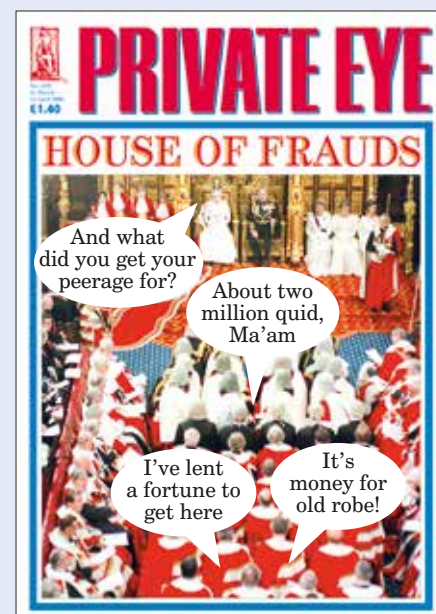 PRIVATE EYE
£1.40
HOUSE OF FRAUDS
And what
did you get your
peerage for?
About two
million quid,
Ma'am
I've lent
a fortune to
get here
It's
money for
old robe!